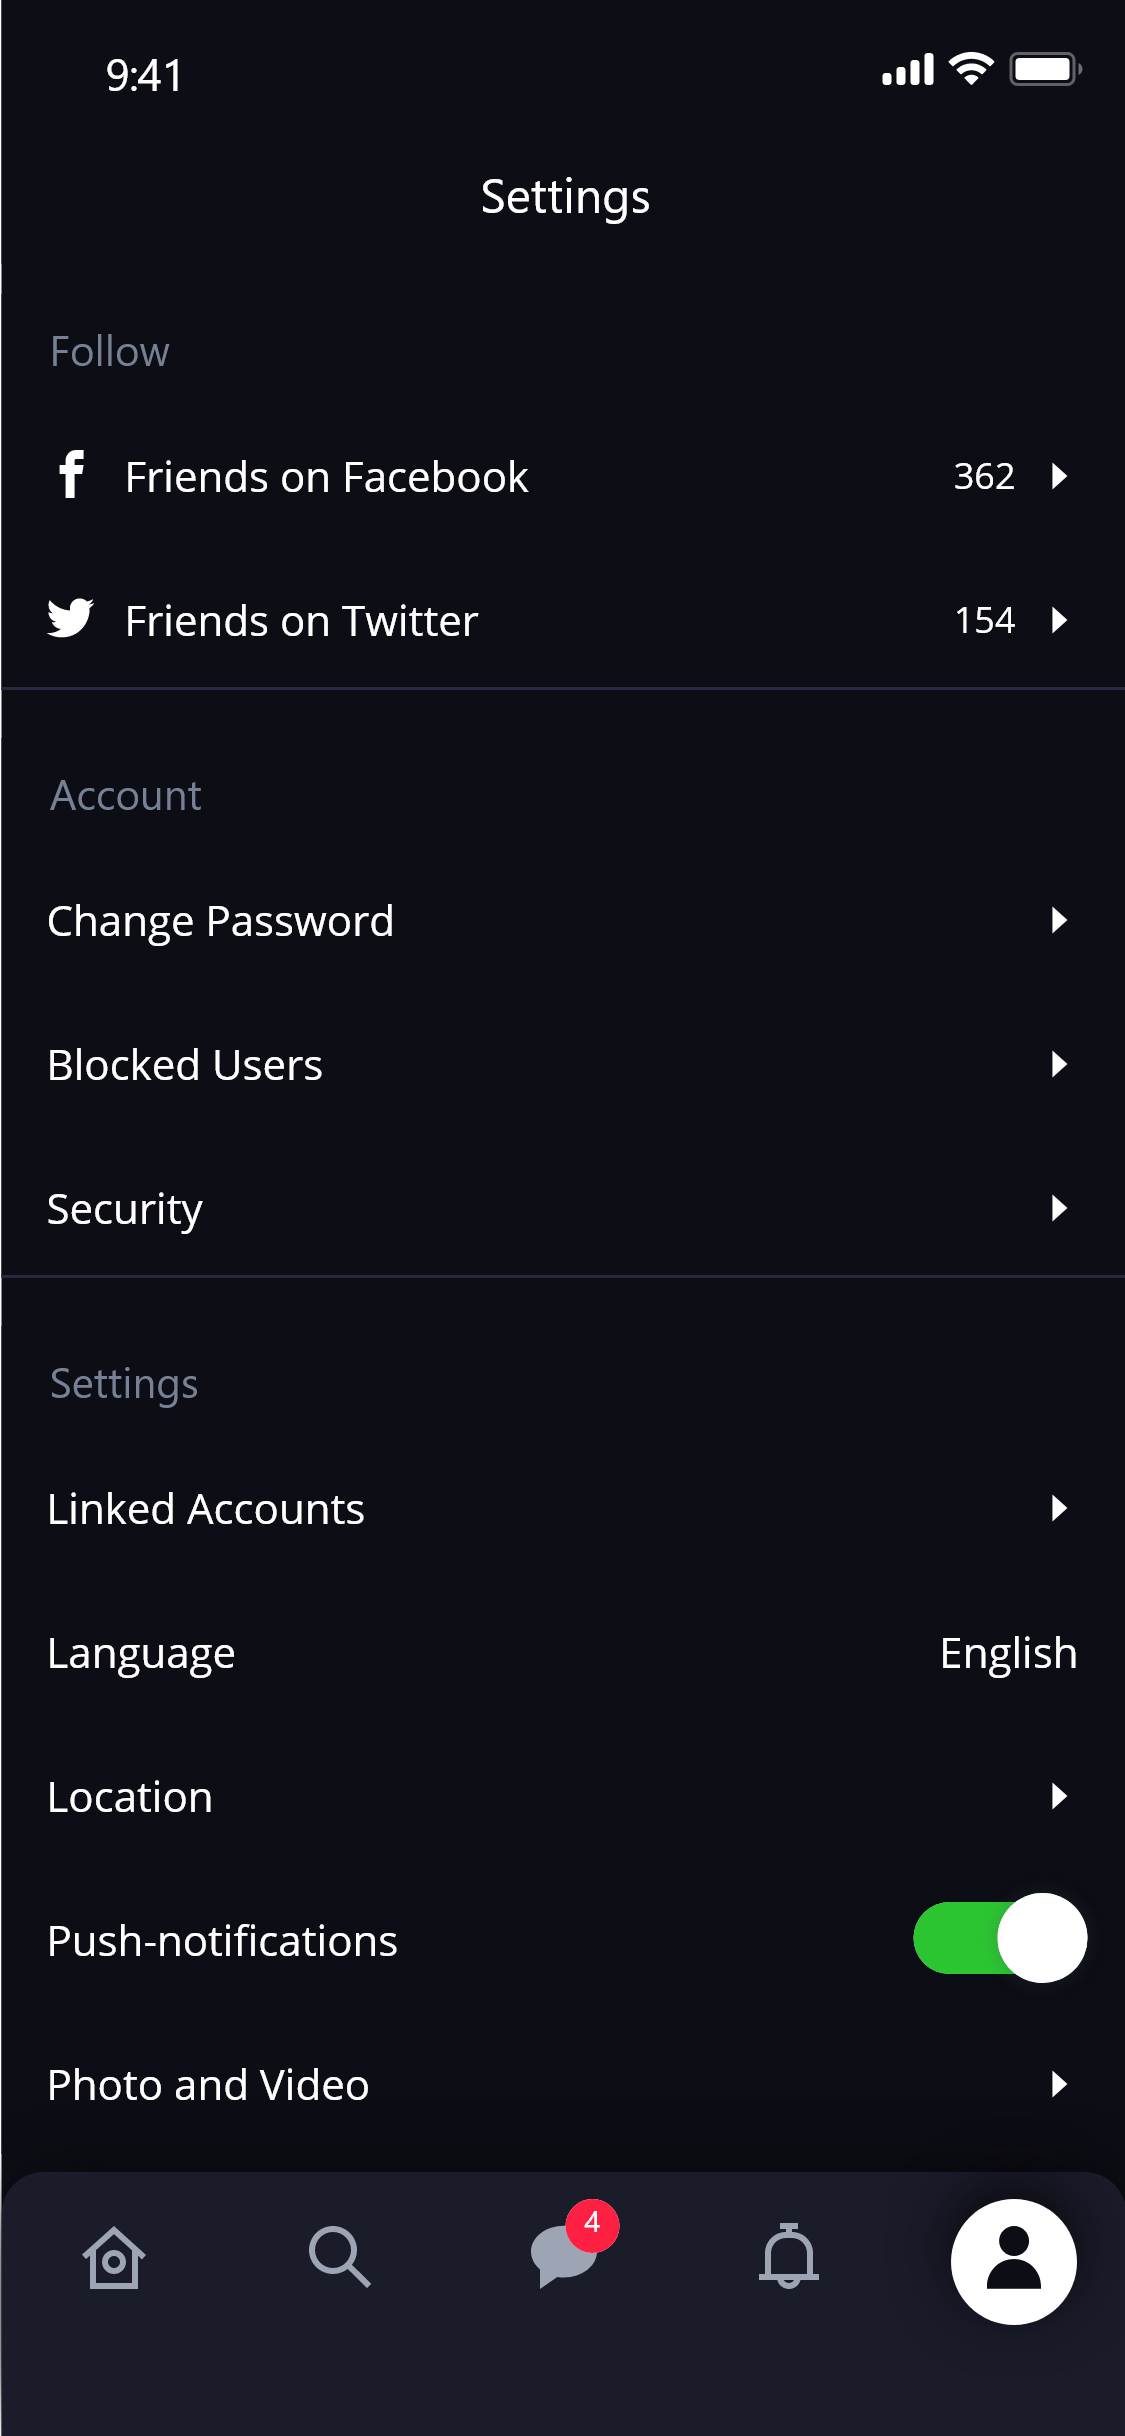 9:41
Settings
Follow
Friends on Facebook 362
Friends on Twitter 154
Account
Change Password
Blocked Users
Security
Settings
Linked Accounts
Language English
Location
Push-notifications
Photo and Video
4